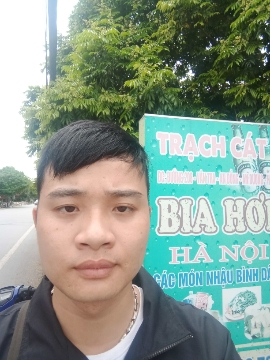 TRẠCH CÁT
BIA HƠI
HÀ NỘI
CÁC MÓN NHẬU BÌNH DÂ